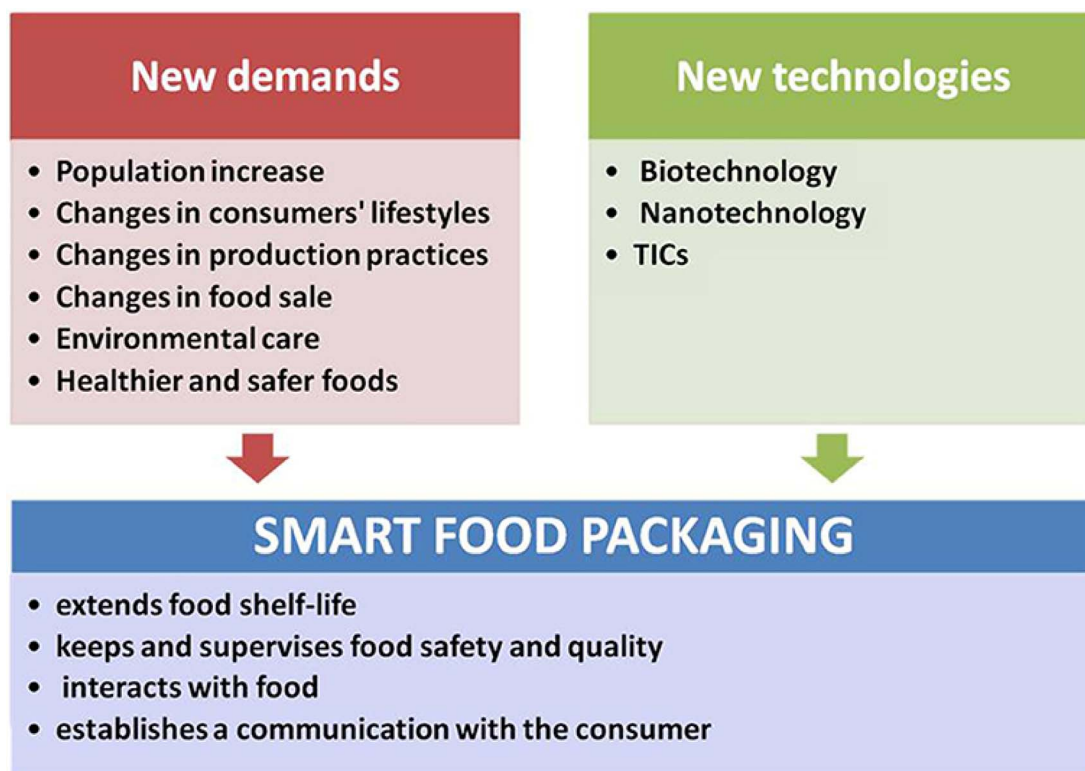 New demands
• Population increase
• Changes in consumers' lifestyles
• Changes in production practices
• Changes in food sale
• Environmental care
• Healthier and safer foods
New technologies
• Biotechnology
• Nanotechnology
• TICs
SMART FOOD PACKAGING
• extends food shelf-life
• keeps and supervises food safety and quality
• interacts with food
• establishes a communication with the consumer